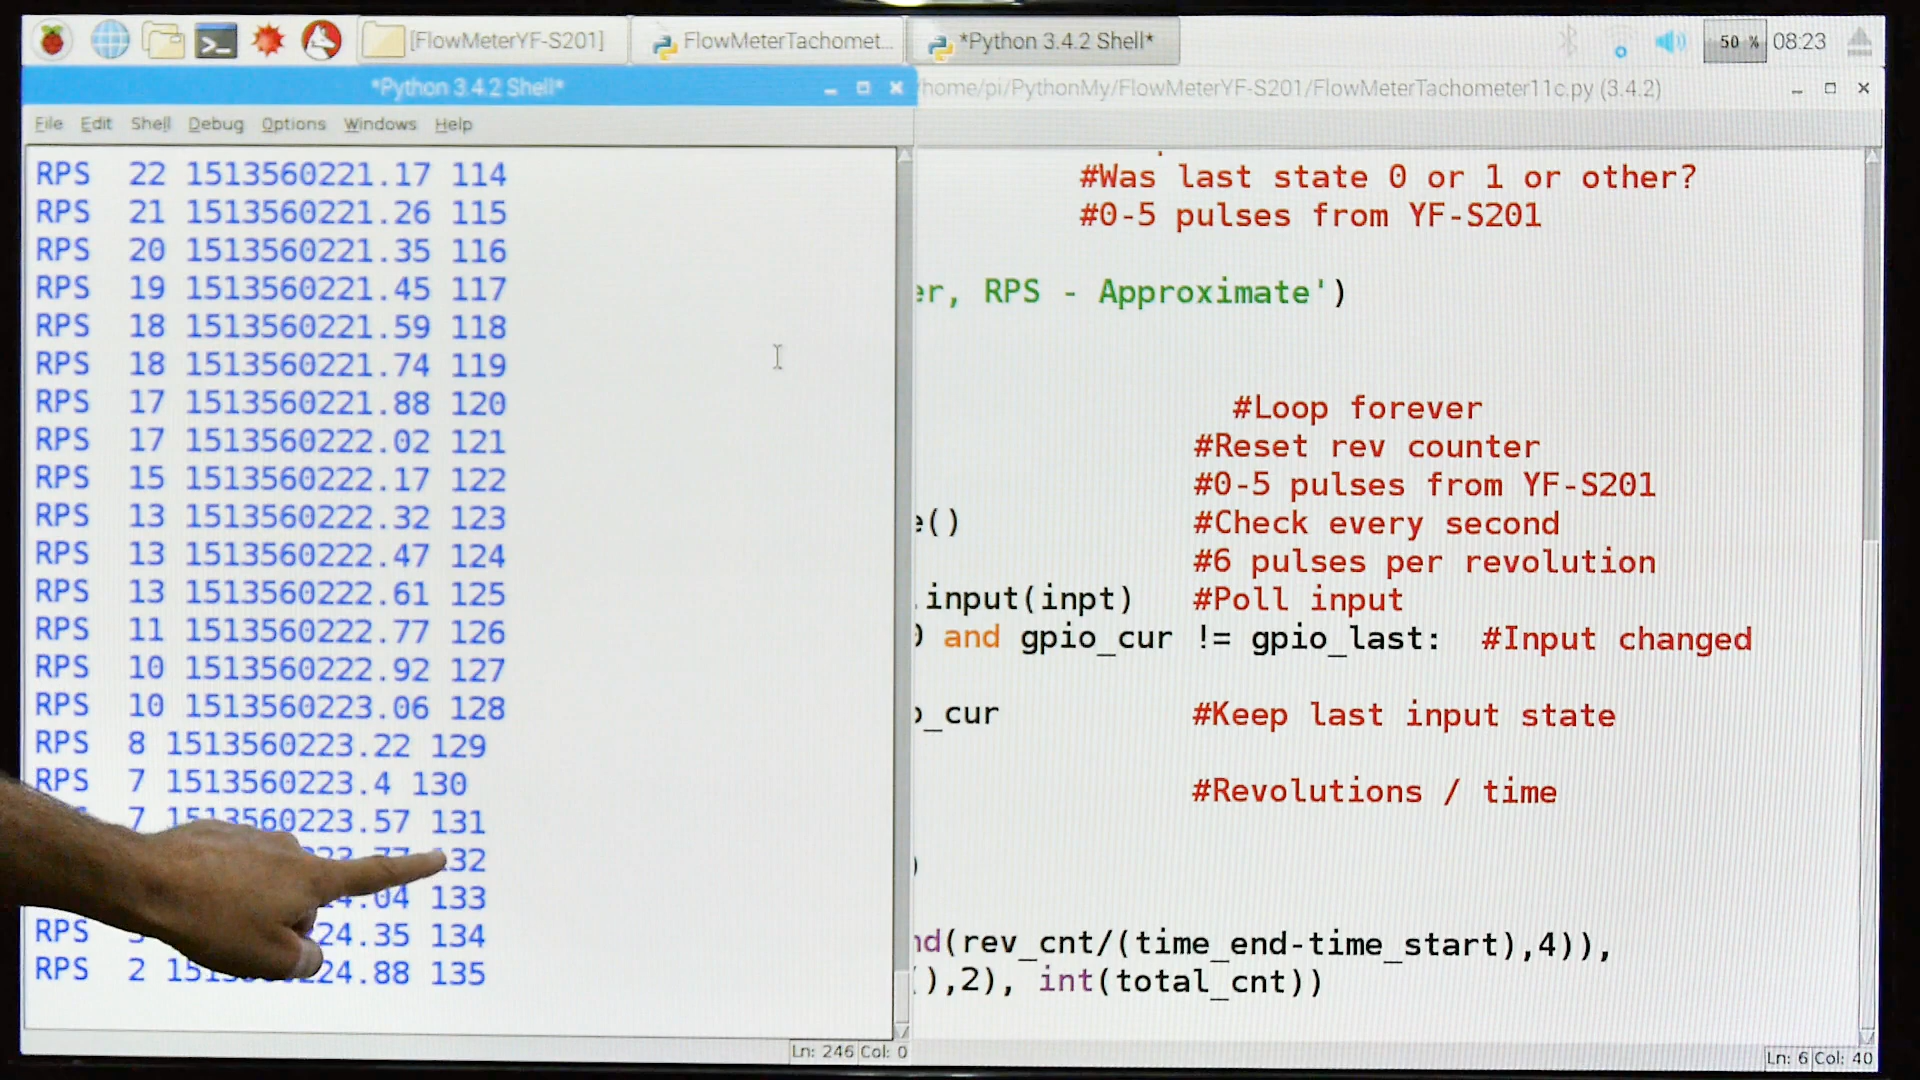 [FlowMeterYF-S201]
FlowMeterTachomet...
*Python 3.4.2 Shell*
50 %
08:23
*Python 3.4.2 Shell*
/home/pi/PythonMy/FlowMeterYF-S201/FlowMeterTachometer11c.py (3.4.2)
File Edit Shell Debug Options Windows Help
RPS 22 1513560221.17 114
RPS 21 1513560221.26 115
RPS 20 1513560221.35 116
RPS 19 1513560221.45 117
RPS 18 1513560221.59 118
RPS 18 1513560221.74 119
RPS 17 1513560221.88 120
RPS 17 1513560222.02 121
RPS 15 1513560222.17 122
RPS 13 1513560222.32 123
RPS 13 1513560222.47 124
RPS 13 1513560222.61 125
RPS 11 1513560222.77 126
RPS 10 1513560222.92 127
RPS 10 1513560223.06 128
RPS 8 1513560223.22 129
RPS 7 1513560223.4 130
7 1513560223.57 131
132
4.04 133
RPS 24.35 134
RPS 2 24.88 135
Ln: 246 Col: 0
#Was last state 0 or 1 or other?
#0-5 pulses from YF-S201
er, RPS - Approximate')
#Loop forever
#Reset rev counter
#0-5 pulses from YF-S201
e() #Check every second
#6 pulses per revolution
.input(inpt) #Poll input
0 and gpio_cur != gpio_last: #Input changed
o_cur #Keep last input state
#Revolutions / time
)
nd(rev_cnt/(time_end-time_start),4)),
(),2), int(total_cnt))
Ln: 6 Col: 40